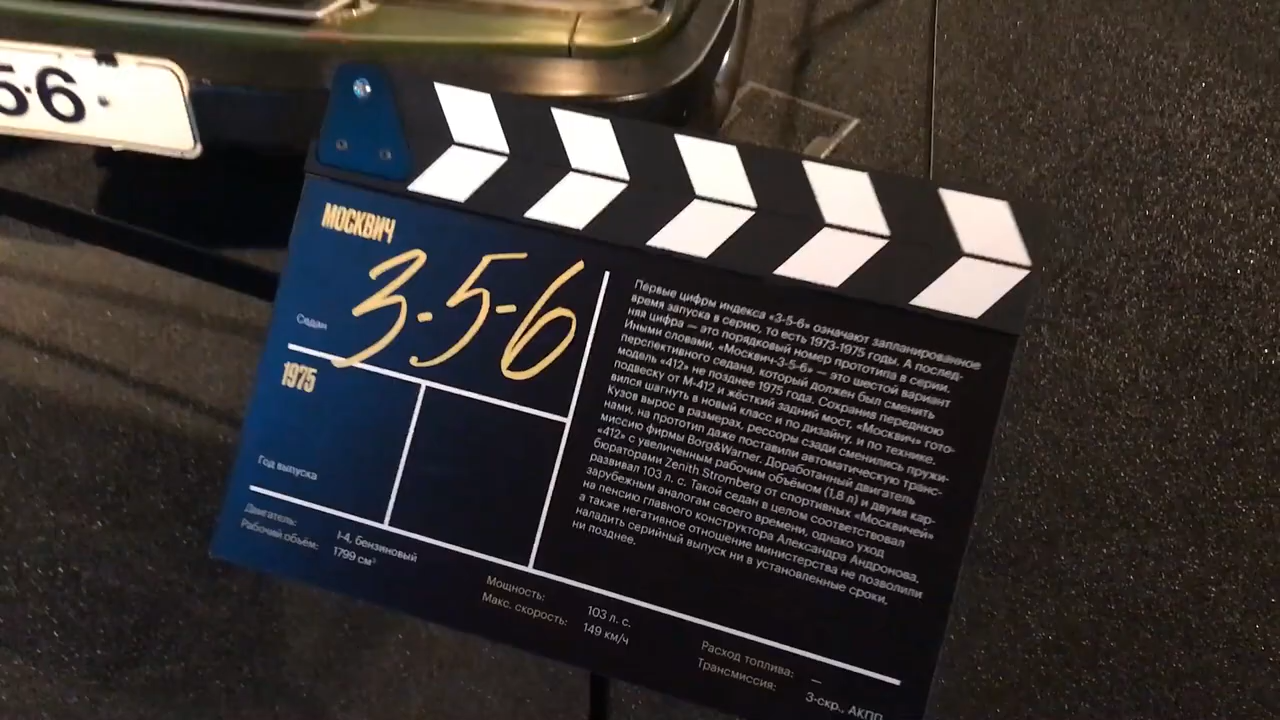 5·6
МОСКВИЧ
3-5-6
Седан
1975
Год выпуска
Двигатель: I-4, Бензиновый
Рабочий объём: 1799 см³
Мощность: 103 л. с.
Макс. скорость: 149 км/ч
Расход топлива: —
Трансмиссия: 3-скр., АКПП
Первые цифры индекса «3-5-6» означают запланированное
время запуска в серию, то есть 1973-1975 годы. А послед-
няя цифра — это порядковый номер прототипа в серии.
Иными словами, «Москвич-3-5-6» — это шестой вариант
перспективного седана, который должен был сменить
модель «412» не позднее 1975 года. Сохранив переднюю
подвеску от М-412 и жёсткий задний мост, «Москвич» гото-
вился шагнуть в новый класс и по дизайну, и по технике.
Кузов вырос в размерах, рессоры сзади сменились пружи-
нами, на прототип даже поставили автоматическую транс-
миссию фирмы Borg&Warner. Доработанный двигатель
«412» с увеличенным рабочим объёмом (1,8 л) и двумя кар-
бюраторами Zenith Stromberg от спортивных «Москвичей»
развивал 103 л. с. Такой седан в целом соответствовал
зарубежным аналогам своего времени, однако уход
на пенсию главного конструктора Александра Андронова,
а также негативное отношение министерства не позволили
наладить серийный выпуск ни в установленные сроки,
ни позднее.